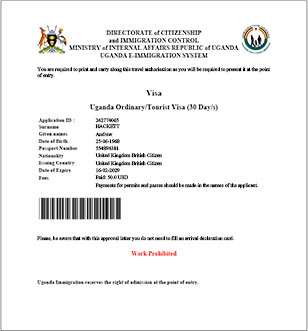 DIRECTORATE OF CITIZENSHIP
and IMMIGRATION CONTROL
MINISTRY of INTERNAL AFFAIRS REPUBLIC of UGANDA
UGANDA E-IMMIGRATION SYSTEM
You are required to print and carry along this travel authorisation as you will be required to present it at the point
of entry.
Visa
Uganda Ordinary/Tourist Visa (30 Day/s)
Application ID : 262774065
Surname HACKETT
Given names Andrew
Date of Birth 25-06-1968
Passport Number 554894381
Nationality United Kingdom British Citizen
Issuing Country United Kingdom British Citizen
Date of Expiry 16-02-2029
Fees Paid: 50.0 USD
Payments for permits and passes should be made in the names of the applicant.
Please, be aware that with this approval letter you do not need to fill an arrival declaration card.
Work Prohibited
Uganda Immigration reserves the right of admission at the point of entry.